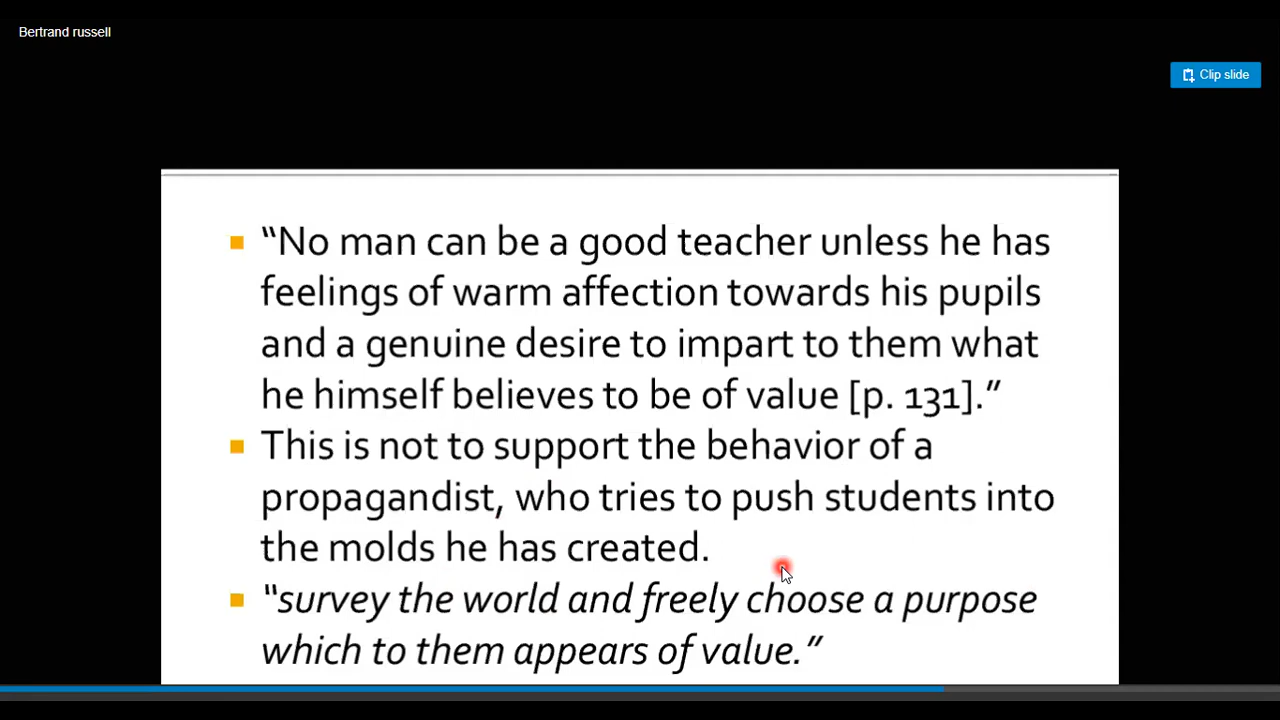 Bertrand russell
Clip slide
“No man can be a good teacher unless he has
feelings of warm affection towards his pupils
and a genuine desire to impart to them what
he himself believes to be of value [p. 131].”
This is not to support the behavior of a
propagandist, who tries to push students into
the molds he has created.
“survey the world and freely choose a purpose
which to them appears of value.”